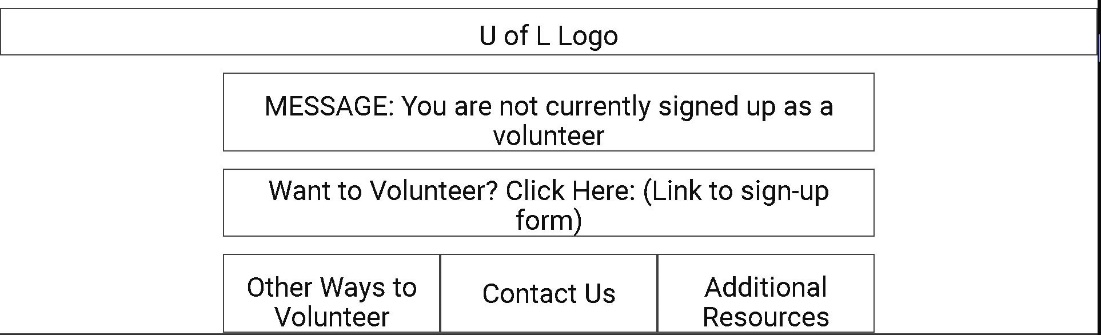 U of L Logo
MESSAGE: You are not currently signed up as a
volunteer
Want to Volunteer? Click Here: (Link to sign-up
form)
Other Ways to
Volunteer
Contact Us
Additional
Resources